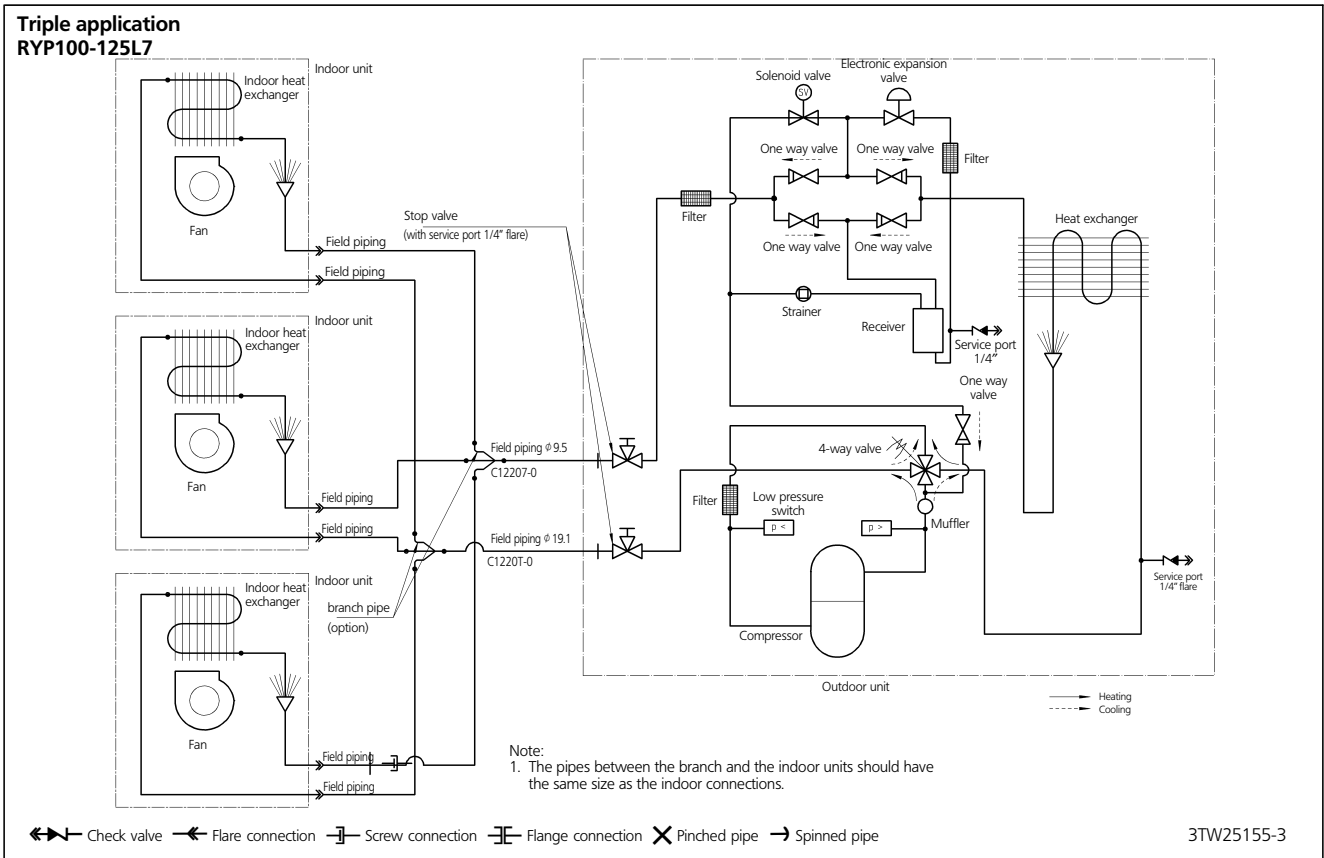 Triple application
RYP100-125L7
Indoor unit
Indoor heat
exchanger
Fan
Field piping
Field piping
Indoor unit
Indoor heat
exchanger
Fan
Field piping
Field piping
Indoor unit
Indoor heat
exchanger
Fan
Field piping
Field piping
Stop valve
(with service port 1/4" flare)
Field piping ϕ 9.5
C12207-0
Field piping ϕ 19.1
C1220T-0
branch pipe
(option)
Solenoid valve
SV
Electronic expansion
valve
One way valve
One way valve
Filter
Filter
One way valve
One way valve
Heat exchanger
Strainer
Receiver
Service port
1/4"
One way
valve
4-way valve
Filter
Low pressure
switch
p <
p >
Muffler
Compressor
Service port
1/4" flare
Outdoor unit
Heating
Cooling
Note:
1. The pipes between the branch and the indoor units should have
the same size as the indoor connections.
Check valve
Flare connection
Screw connection
Flange connection
Pinched pipe
Spinned pipe
3TW25155-3